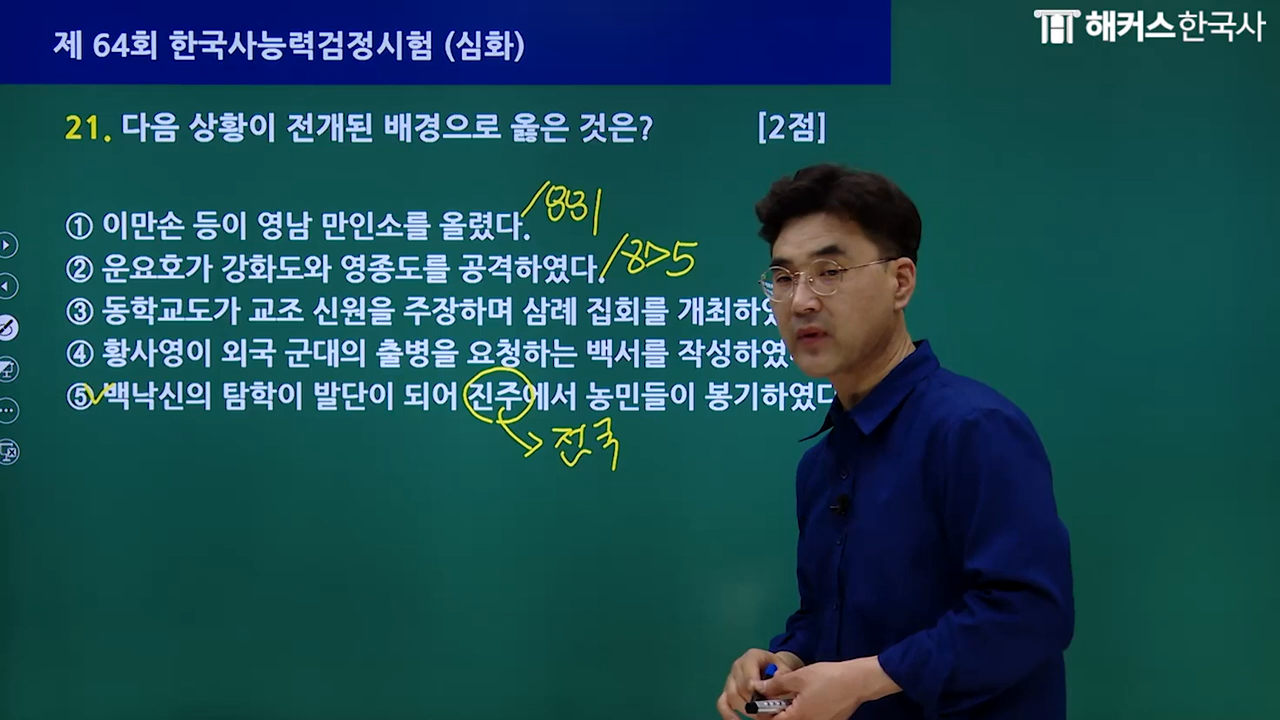 제 64회 한국사능력검정시험 (심화)
해커스한국사
21. 다음 상황이 전개된 배경으로 옳은 것은? [2점]
① 이만손 등이 영남 만인소를 올렸다. 1881
② 운요호가 강화도와 영종도를 공격하였다. 1875
③ 동학교도가 교조 신원을 주장하며 삼례 집회를 개최하였
④ 황사영이 외국 군대의 출병을 요청하는 백서를 작성하였
⑤ 백낙신의 탐학이 발단이 되어 진주에서 농민들이 봉기하였다
전국